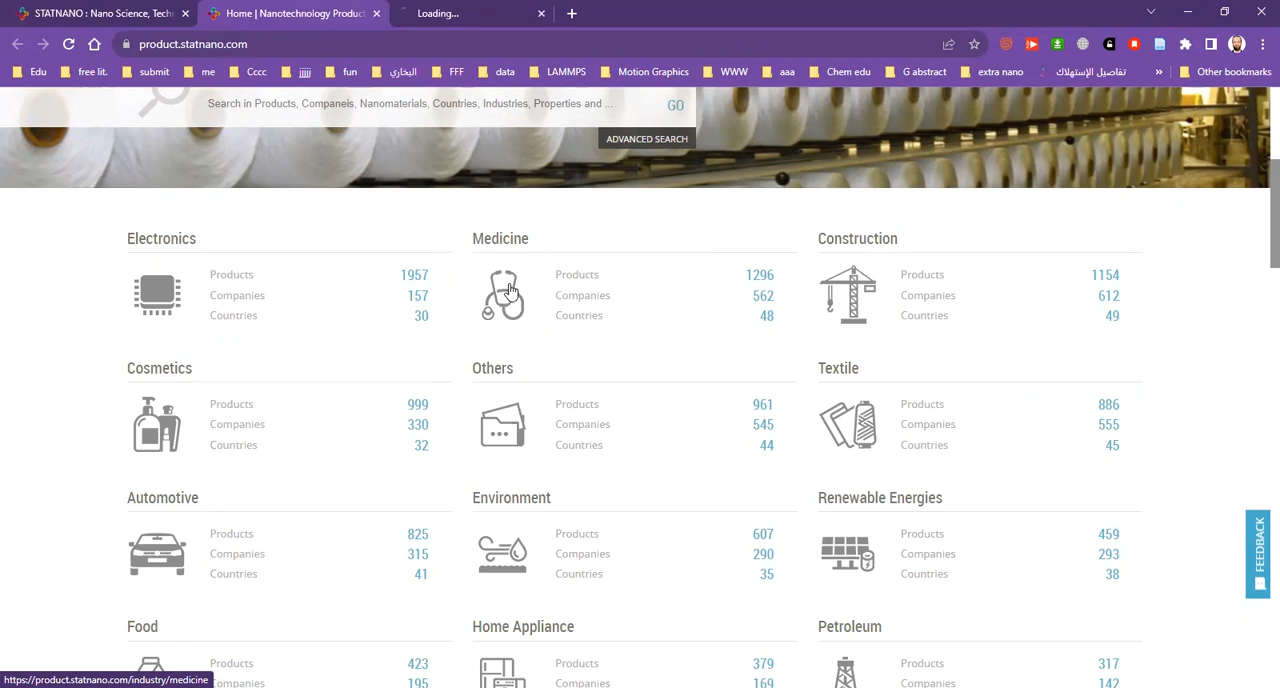 STATNANO : Nano Science, Techn
Home | Nanotechnology Product
Loading...
product.statnano.com
Edu
free lit.
submit
me
Cccc
jjjjj
fun
البخاري
FFF
data
LAMMPS
Motion Graphics
WWW
aaa
Chem edu
G abstract
extra nano
تفاصيل الإستهلاك
»
Other bookmarks
Search in Products, Companeis, Nanomaterials, Countries, Industries, Properties and ...
GO
ADVANCED SEARCH
Electronics
Products 1957
Companies 157
Countries 30
Medicine
Products 1296
Companies 562
Countries 48
Construction
Products 1154
Companies 612
Countries 49
Cosmetics
Products 999
Companies 330
Countries 32
Others
Products 961
Companies 545
Countries 44
Textile
Products 886
Companies 555
Countries 45
Automotive
Products 825
Companies 315
Countries 41
Environment
Products 607
Companies 290
Countries 35
Renewable Energies
Products 459
Companies 293
Countries 38
Food
Products 423
Companies 195
Home Appliance
Products 379
Companies 169
Petroleum
Products 317
Companies 142
FEEDBACK
https://product.statnano.com/industry/medicine